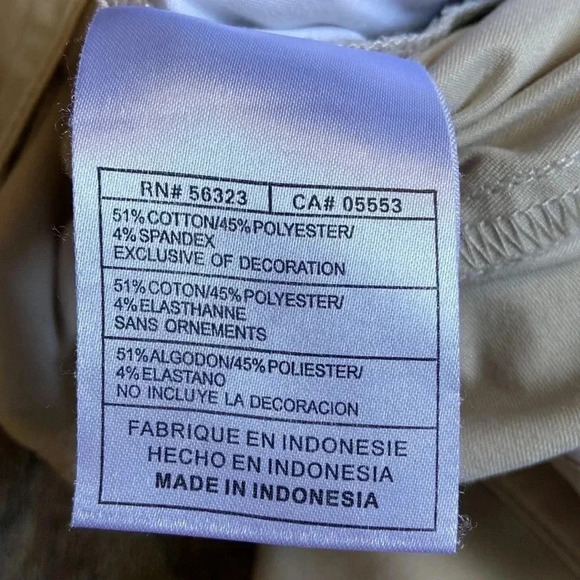 RN# 56323 CA# 05553
51% COTTON/45% POLYESTER/
4% SPANDEX
EXCLUSIVE OF DECORATION
51% COTON/45% POLYESTER/
4% ELASTHANNE
SANS ORNEMENTS
51% ALGODON/45% POLIESTER/
4% ELASTANO
NO INCLUYE LA DECORACION
FABRIQUE EN INDONESIE
HECHO EN INDONESIA
MADE IN INDONESIA